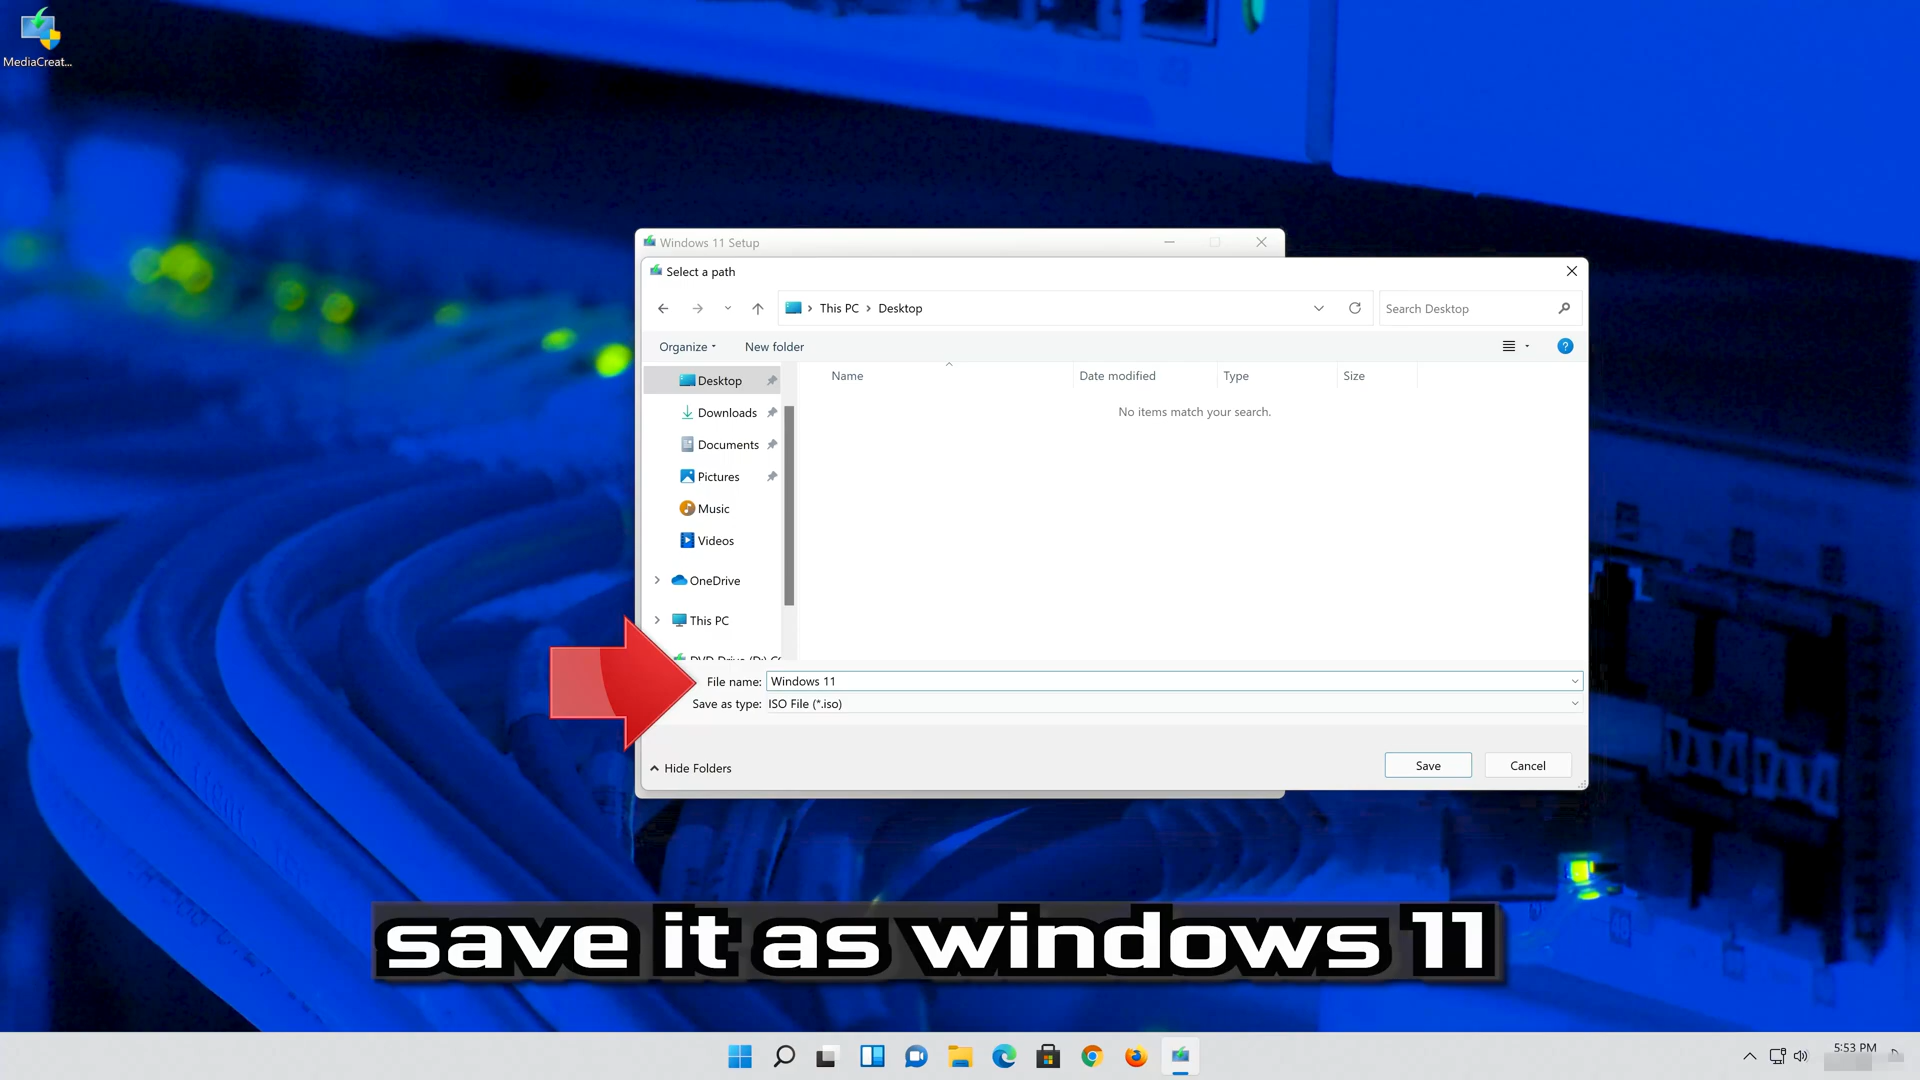 MediaCreat...
Windows 11 Setup
Select a path
This PC > Desktop
Search Desktop
Organize
New folder
Name
Date modified
Type
Size
Desktop
No items match your search.
Downloads
Documents
Pictures
Music
Videos
OneDrive
This PC
File name: Windows 11
Save as type: ISO File (*.iso)
Hide Folders
Save
Cancel
save it as windows 11
5:53 PM